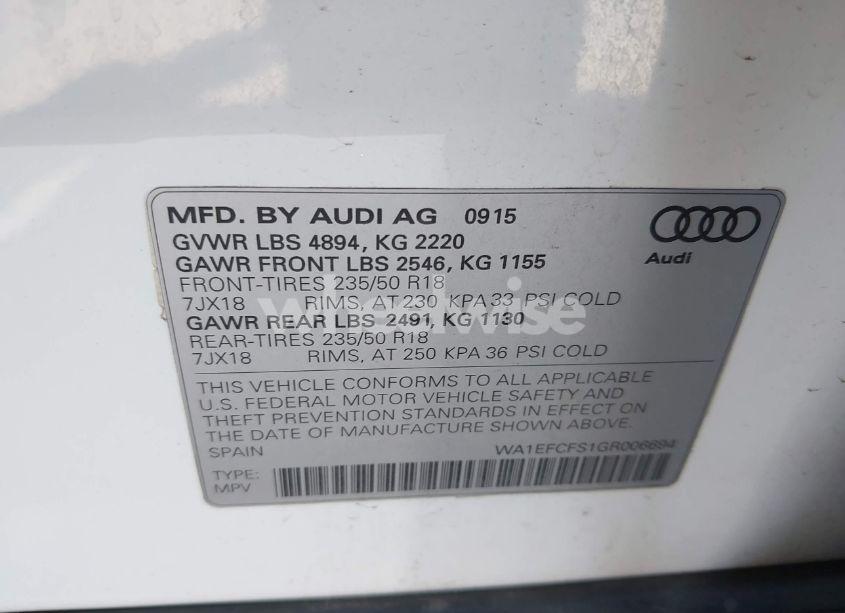 MFD. BY AUDI AG 0915
GVWR LBS 4894, KG 2220
GAWR FRONT LBS 2546, KG 1155
FRONT-TIRES 235/50 R18
7JX18 RIMS, AT 230 KPA 33 PSI COLD
GAWR REAR LBS 2491, KG 1130
REAR-TIRES 235/50 R18
7JX18 RIMS, AT 250 KPA 36 PSI COLD
Audi
THIS VEHICLE CONFORMS TO ALL APPLICABLE
U.S. FEDERAL MOTOR VEHICLE SAFETY AND
THEFT PREVENTION STANDARDS IN EFFECT ON
THE DATE OF MANUFACTURE SHOWN ABOVE.
SPAIN WA1EFCFS1GR006694
TYPE:
MPV
wheelwise